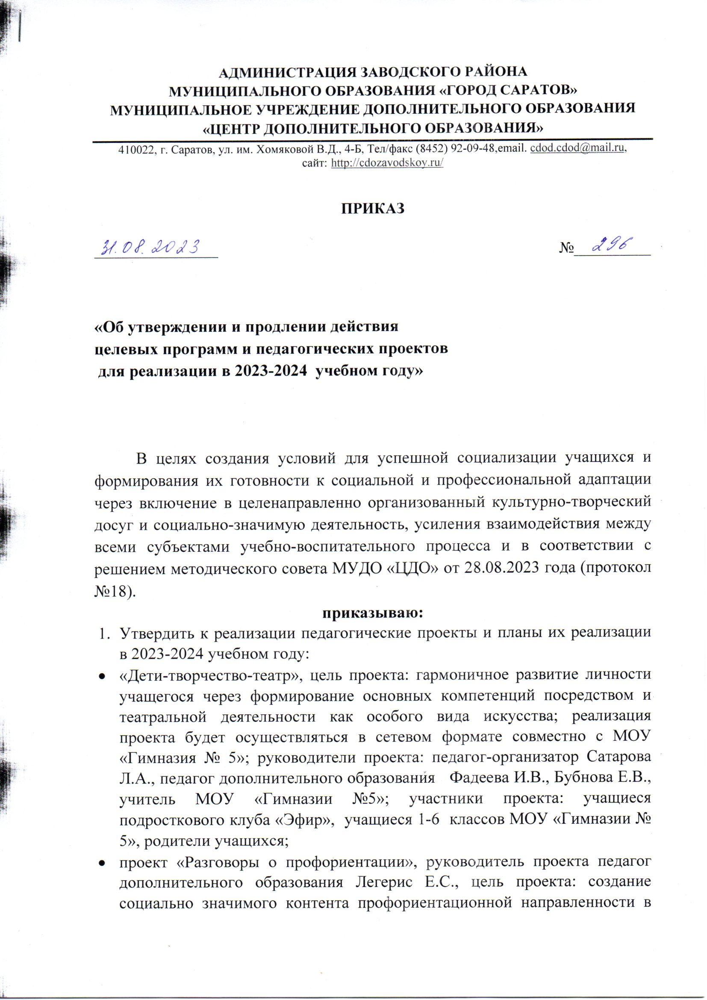 АДМИНИСТРАЦИЯ ЗАВОДСКОГО РАЙОНА
МУНИЦИПАЛЬНОГО ОБРАЗОВАНИЯ «ГОРОД САРАТОВ»
МУНИЦИПАЛЬНОЕ УЧРЕЖДЕНИЕ ДОПОЛНИТЕЛЬНОГО ОБРАЗОВАНИЯ
«ЦЕНТР ДОПОЛНИТЕЛЬНОГО ОБРАЗОВАНИЯ»
410022, г. Саратов, ул. им. Хомяковой В.Д., 4-Б, Тел/факс (8452) 92-09-48,email. cdod.cdod@mail.ru,
сайт: http://cdozavodskoy.ru/
ПРИКАЗ
31.08.2023 № 296
«Об утверждении и продлении действия
целевых программ и педагогических проектов
для реализации в 2023-2024 учебном году»
В целях создания условий для успешной социализации учащихся и
формирования их готовности к социальной и профессиональной адаптации
через включение в целенаправленно организованный культурно-творческий
досуг и социально-значимую деятельность, усиления взаимодействия между
всеми субъектами учебно-воспитательного процесса и в соответствии с
решением методического совета МУДО «ЦДО» от 28.08.2023 года (протокол
№18).
приказываю:
1. Утвердить к реализации педагогические проекты и планы их реализации
в 2023-2024 учебном году:
• «Дети-творчество-театр», цель проекта: гармоничное развитие личности
учащегося через формирование основных компетенций посредством и
театральной деятельности как особого вида искусства; реализация
проекта будет осуществляться в сетевом формате совместно с МОУ
«Гимназия № 5»; руководители проекта: педагог-организатор Сатарова
Л.А., педагог дополнительного образования Фадеева И.В., Бубнова Е.В.,
учитель МОУ «Гимназии №5»; участники проекта: учащиеся
подросткового клуба «Эфир», учащиеся 1-6 классов МОУ «Гимназии №
5», родители учащихся;
• проект «Разговоры о профориентации», руководитель проекта педагог
дополнительного образования Легерис Е.С., цель проекта: создание
социально значимого контента профориентационной направленности в